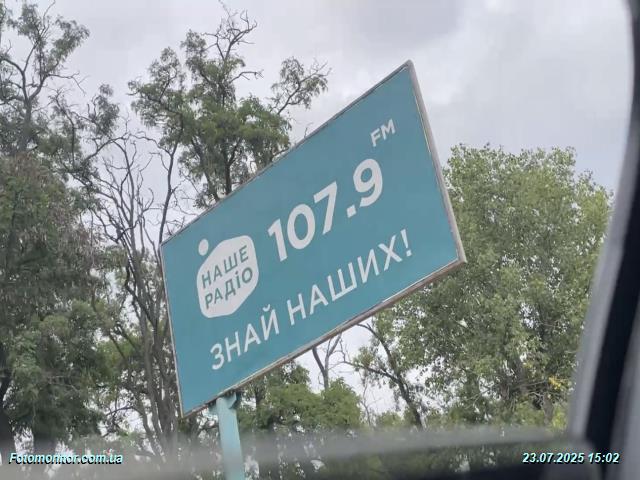 FM
107.9
НАШЕ
РАДІО
ЗНАЙ НАШИХ!
Fotomonitor.com.ua
23.07.2025 15:02